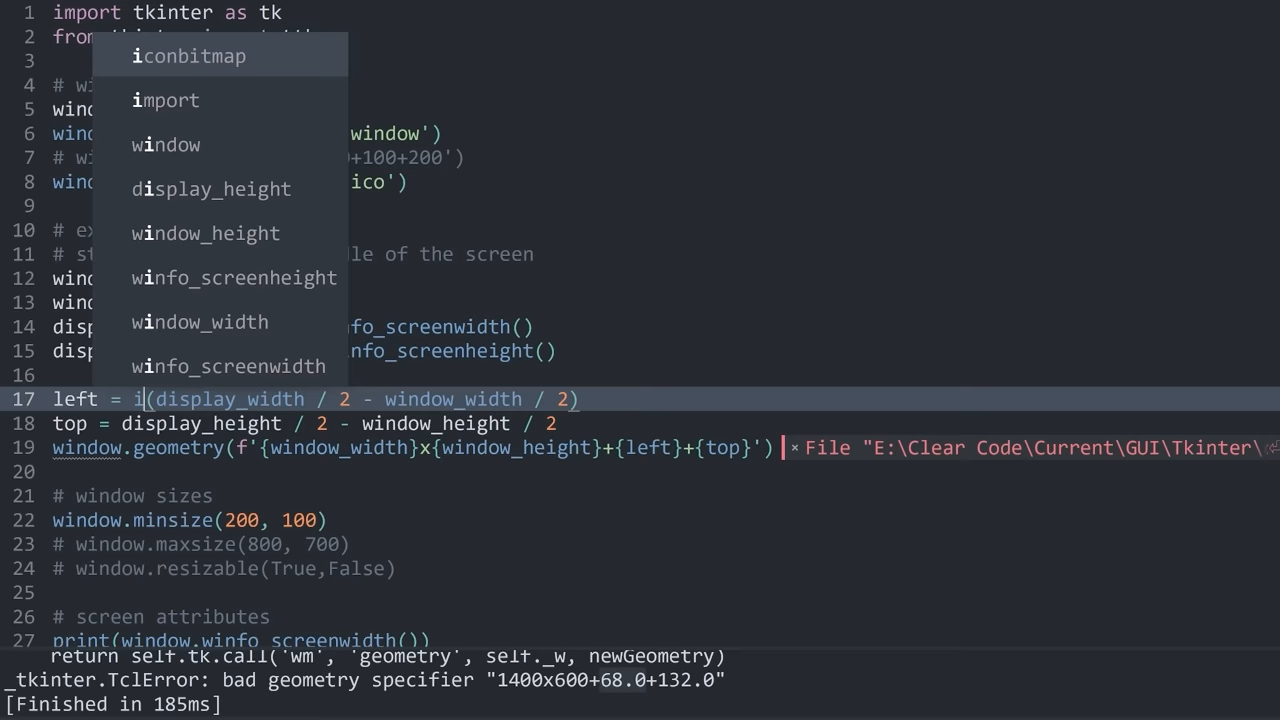 1 import tkinter as tk
2 from
3
4 # wi
5 wind
6 wind window')
7 # wi 0+100+200')
8 wind ico')
9
10 # ex
11 # st dle of the screen
12 wind
13 wind
14 disp nfo_screenwidth()
15 disp info_screenheight()
16
iconbitmap
import
window
display_height
window_height
winfo_screenheight
window_width
winfo_screenwidth
17 left = i(display_width / 2 - window_width / 2)
18 top = display_height / 2 - window_height / 2
19 window.geometry(f'{window_width}x{window_height}+{left}+{top}') × File "E:\Clear Code\Current\GUI\Tkinter\
20
21 # window sizes
22 window.minsize(200, 100)
23 # window.maxsize(800, 700)
24 # window.resizable(True,False)
25
26 # screen attributes
27 print(window.winfo_screenwidth())
return self.tk.call('wm', 'geometry', self._w, newGeometry)
_tkinter.TclError: bad geometry specifier "1400x600+68.0+132.0"
[Finished in 185ms]